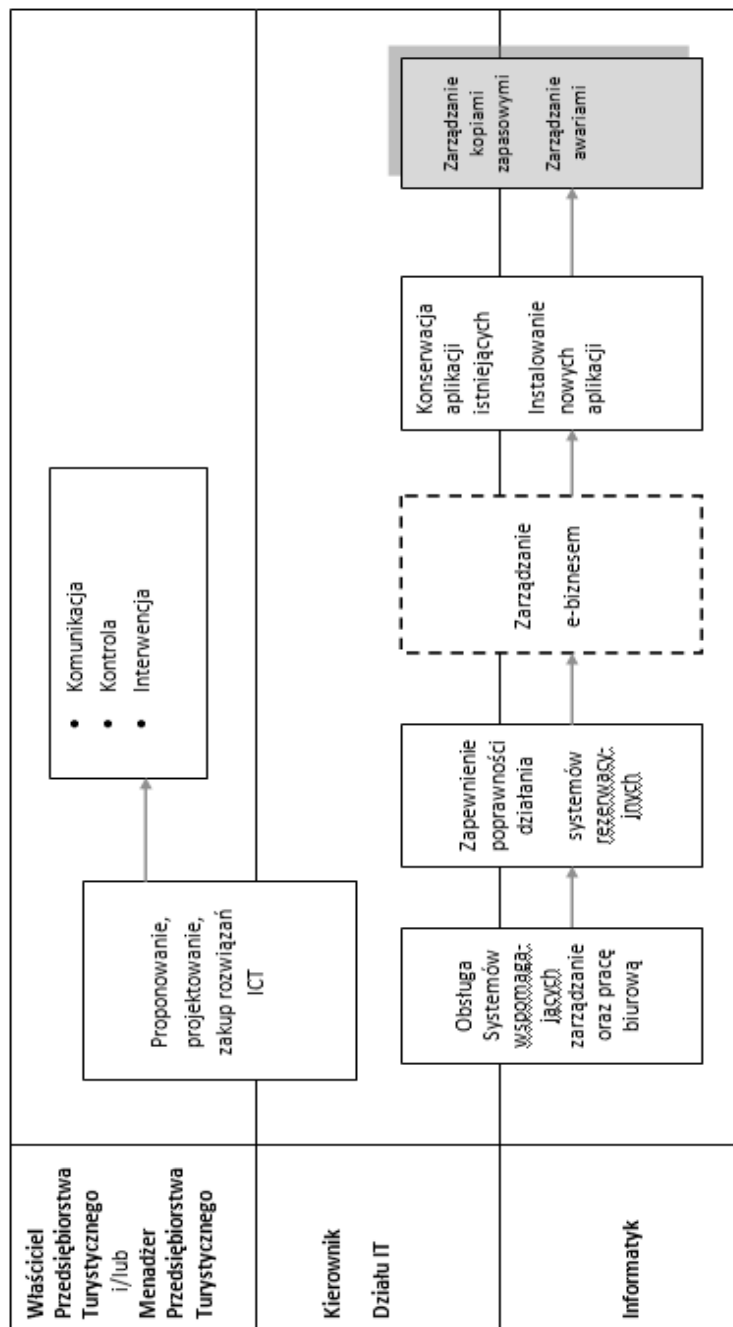 Właściciel
Przedsiębiorstwa
Turystycznego
i/lub
Menadżer
Przedsiębiorstwa
Turystycznego
Proponowanie,
projektowanie,
zakup rozwiązań
ICT
• Komunikacja
• Kontrola
• Interwencja
Kierownik
Działu IT
Informatyk
Obsługa
Systemów
wspomaga-
jących
zarządzanie
oraz pracę
biurową
Zapewnienie
poprawności
działania
systemów
rezerwacy-
jnych
Zarządzanie
e-biznesem
Konserwacja
aplikacji
istniejących
Instalowanie
nowych
aplikacji
Zarządzanie
kopiami
zapasowymi
Zarządzanie
awariami